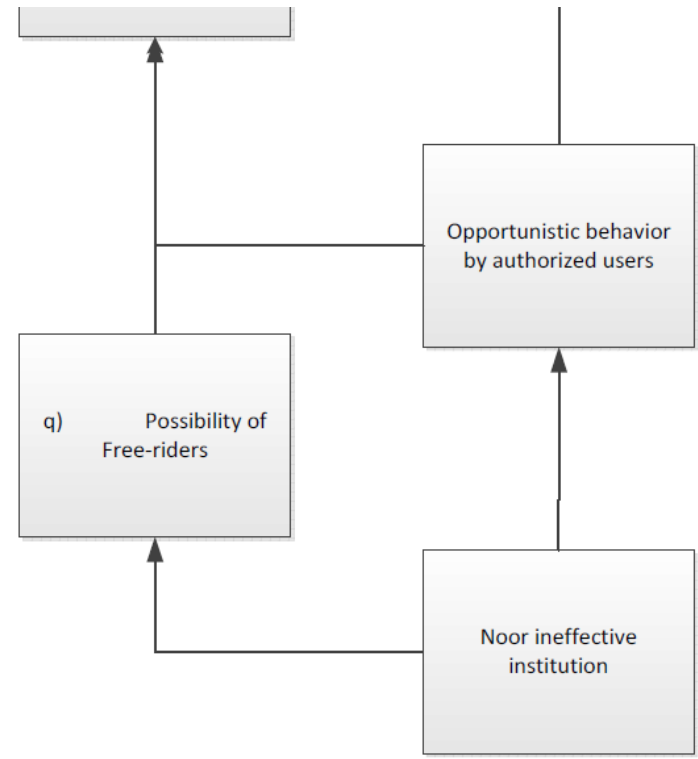 Opportunistic behavior
by authorized users
q) Possibility of
Free-riders
Noor ineffective
institution